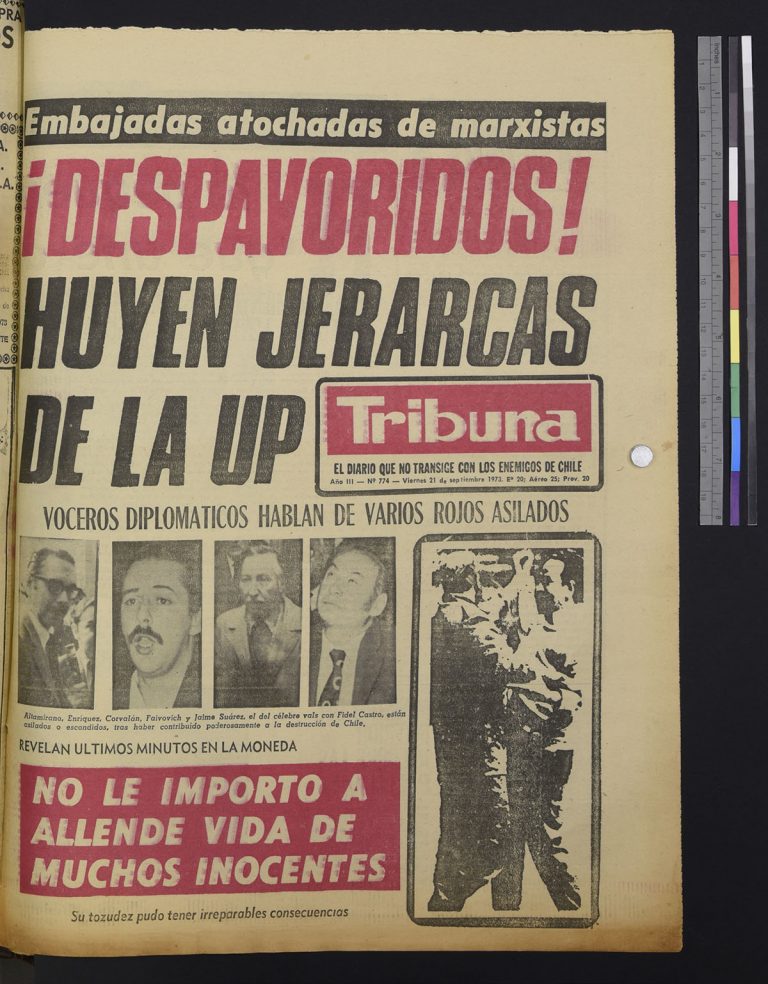 PRA
S
A.
L.A.
Embajadas atochadas de marxistas
¡DESPAVORIDOS!
HUYEN JERARCAS
DE LA UP
Tribuna
EL DIARIO QUE NO TRANSIGE CON LOS ENEMIGOS DE CHILE
Año III — Nº 774 — Viernes 21 de septiembre 1973. Eº 20; Aéreo 25; Prov. 20
VOCEROS DIPLOMATICOS HABLAN DE VARIOS ROJOS ASILADOS
Altamirano, Enríquez, Corvalán, Faivovich y Jaime Suárez, el del célebre vals con Fidel Castro, están
asilados o escondidos, tras haber contribuido poderosamente a la destrucción de Chile.
REVELAN ULTIMOS MINUTOS EN LA MONEDA
NO LE IMPORTO A
ALLENDE VIDA DE
MUCHOS INOCENTES
Su tozudez pudo tener irreparables consecuencias
inches